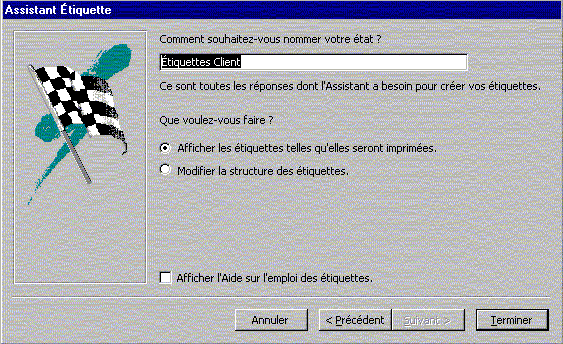 Assistant Étiquette
Comment souhaitez-vous nommer votre état ?
Étiquettes Client
Ce sont toutes les réponses dont l'Assistant a besoin pour créer vos étiquettes.
Que voulez-vous faire ?
Afficher les étiquettes telles qu'elles seront imprimées.
Modifier la structure des étiquettes.
Afficher l'Aide sur l'emploi des étiquettes.
Annuler < Précédent Suivant > Terminer